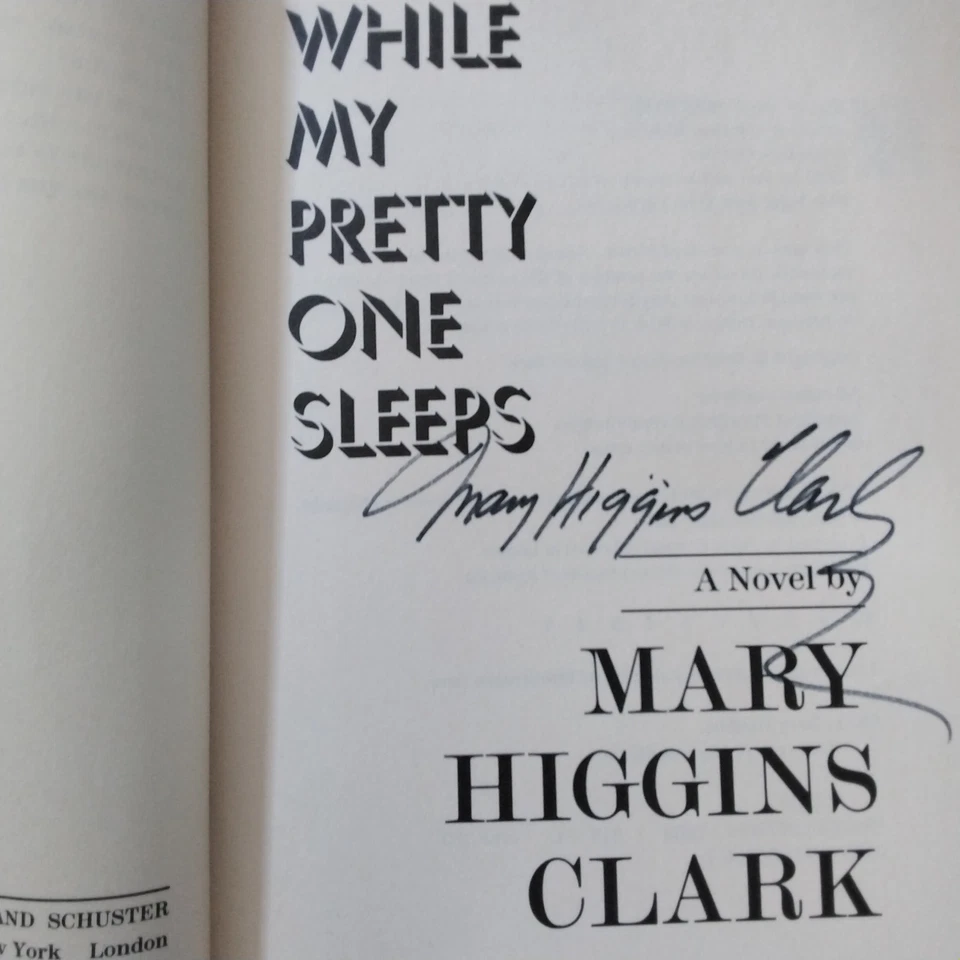 AND SCHUSTER
York London
WHILE
MY
PRETTY
ONE
SLEEPS
Mary Higgins Clark
A Novel by
MARY
HIGGINS
CLARK